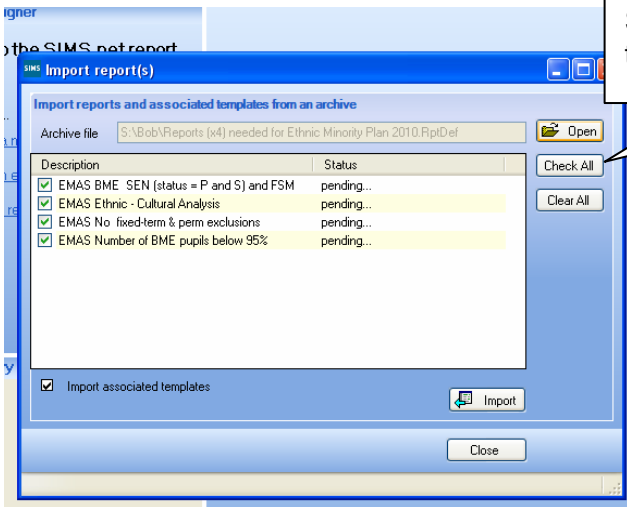 igner
o the SIMS.net report
SIMS Import report(s)
Import reports and associated templates from an archive
Archive file S:\Bob\Reports (x4) needed for Ethnic Minority Plan 2010.RptDef Open
Description Status Check All
EMAS BME SEN (status = P and S) and FSM pending...
EMAS Ethnic - Cultural Analysis pending... Clear All
EMAS No fixed-term & perm exclusions pending...
EMAS Number of BME pupils below 95% pending...
Import associated templates
Import
Close